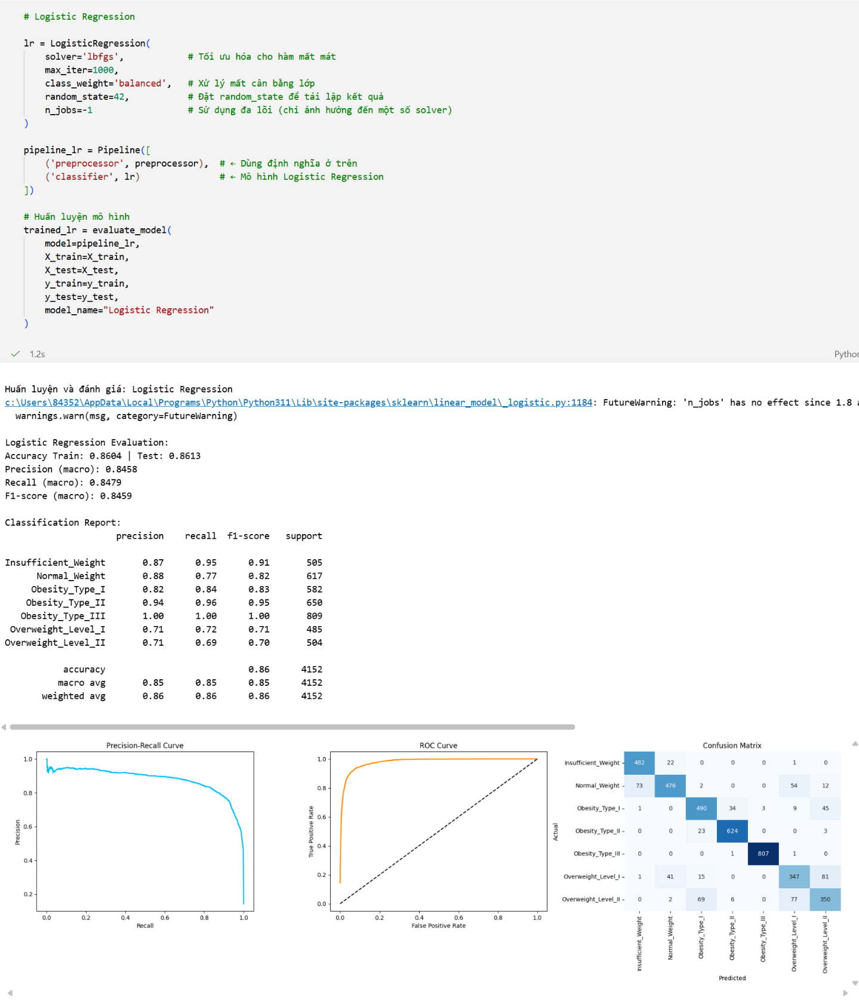 # Logistic Regression
lr = LogisticRegression(
solver='lbfgs', # Tối ưu hóa cho hàm mất mát
max_iter=1000,
class_weight='balanced', # Xử lý mất cân bằng lớp
random_state=42, # Đặt random_state để tái lập kết quả
n_jobs=-1 # Sử dụng đa lõi (chỉ ảnh hưởng đến một số solver)
)
pipeline_lr = Pipeline([
('preprocessor', preprocessor), # ← Dùng định nghĩa ở trên
('classifier', lr) # ← Mô hình Logistic Regression
])
# Huấn luyện mô hình
trained_lr = evaluate_model(
model=pipeline_lr,
X_train=X_train,
X_test=X_test,
y_train=y_train,
y_test=y_test,
model_name="Logistic Regression"
)
1.2s
Huấn luyện và đánh giá: Logistic Regression
c:\Users\84352\AppData\Local\Programs\Python\Python311\Lib\site-packages\sklearn\linear_model\_logistic.py:1184: FutureWarning: 'n_jobs' has no effect since 1.8
warnings.warn(msg, category=FutureWarning)
Logistic Regression Evaluation:
Accuracy Train: 0.8604 | Test: 0.8613
Precision (macro): 0.8458
Recall (macro): 0.8479
F1-score (macro): 0.8459
Classification Report:
precision recall f1-score support
Insufficient_Weight 0.87 0.95 0.91 505
Normal_Weight 0.88 0.77 0.82 617
Obesity_Type_I 0.82 0.84 0.83 582
Obesity_Type_II 0.94 0.96 0.95 650
Obesity_Type_III 1.00 1.00 1.00 809
Overweight_Level_I 0.71 0.72 0.71 485
Overweight_Level_II 0.71 0.69 0.70 504
accuracy 0.86 4152
macro avg 0.85 0.85 0.85 4152
weighted avg 0.86 0.86 0.86 4152
Precision-Recall Curve
1.0
0.8
0.6
0.4
0.2
Precision
0.0 0.2 0.4 0.6 0.8 1.0
Recall
ROC Curve
1.0
0.8
0.6
0.4
0.2
0.0
True Positive Rate
0.0 0.2 0.4 0.6 0.8 1.0
False Positive Rate
Confusion Matrix
Actual
Insufficient_Weight 482 22 0 0 0 1 0
Normal_Weight 73 476 2 0 0 54 12
Obesity_Type_I 1 0 490 34 3 9 45
Obesity_Type_II 0 0 23 624 0 0 3
Obesity_Type_III 0 0 0 1 807 1 0
Overweight_Level_I 1 41 15 0 0 347 81
Overweight_Level_II 0 2 69 6 0 77 350
Insufficient_Weight
Normal_Weight
Obesity_Type_I
Obesity_Type_II
Obesity_Type_III
Overweight_Level_I
Overweight_Level_II
Predicted